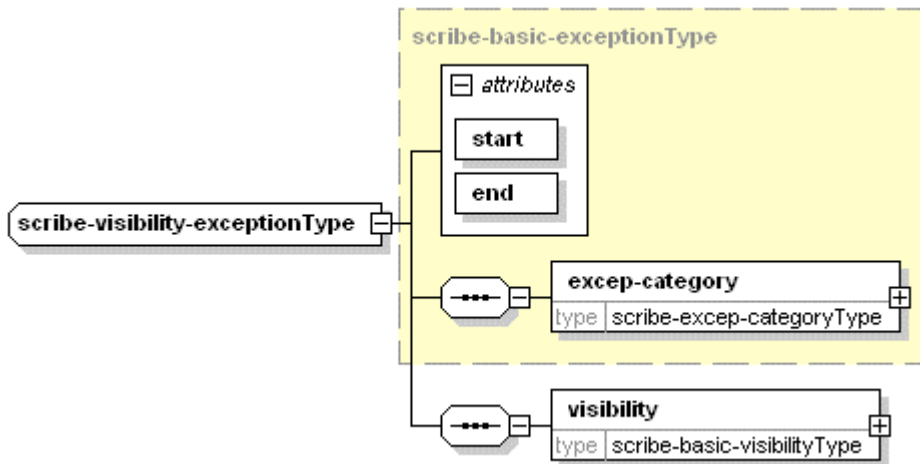 scribe-basic-exceptionType
attributes
start
end
scribe-visibility-exceptionType
excep-category
type scribe-excep-categoryType
visibility
type scribe-basic-visibilityType